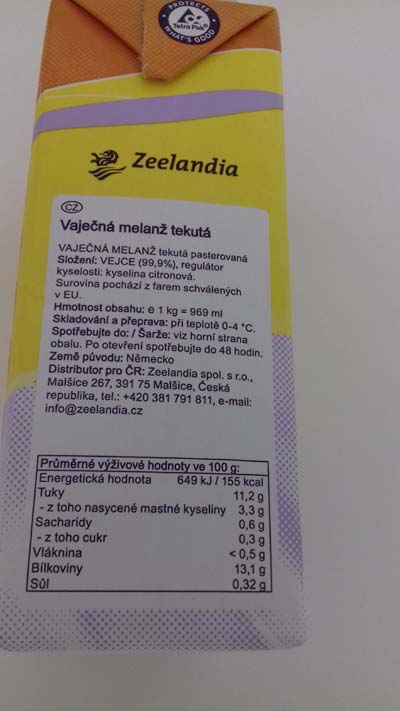 PROTECTS
Tetra Pak®
WHAT'S GOOD
Zeelandia
CZ
Vaječná melanž tekutá
VAJEČNÁ MELANŽ tekutá pasterovaná
Složení: VEJCE (99,9%), regulátor
kyselosti: kyselina citronová.
Surovina pochází z farem schválených
v EU.
Hmotnost obsahu: e 1 kg = 969 ml
Skladování a přeprava: při teplotě 0-4 °C.
Spotřebujte do: / Šarže: viz horní strana
obalu. Po otevření spotřebujte do 48 hodin.
Země původu: Německo
Distributor pro ČR: Zeelandia spol. s r.o.,
Malšice 267, 391 75 Malšice, Česká
republika, tel.: +420 381 791 811, e-mail:
info@zeelandia.cz
Průměrné výživové hodnoty ve 100 g:
Energetická hodnota 649 kJ / 155 kcal
Tuky 11,2 g
- z toho nasycené mastné kyseliny 3,3 g
Sacharidy 0,6 g
- z toho cukr 0,3 g
Vláknina < 0,5 g
Bílkoviny 13,1 g
Sůl 0,32 g